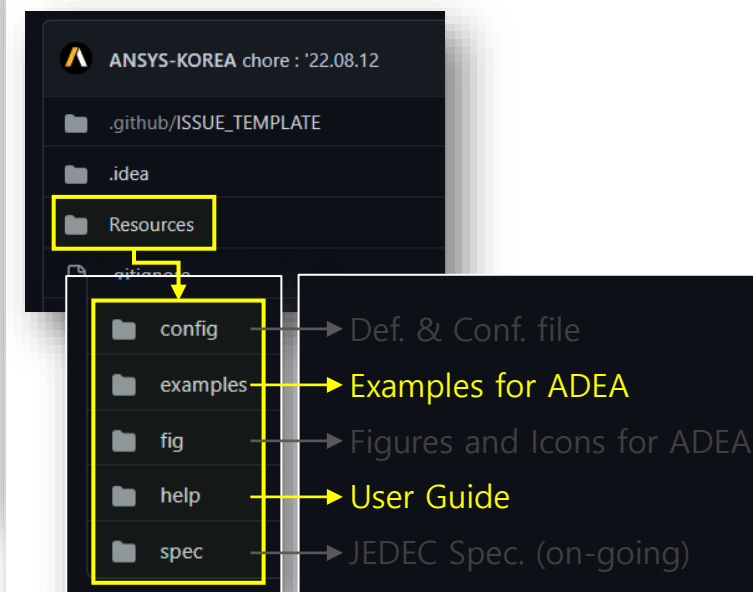 ANSYS-KOREA chore : '22.08.12
.github/ISSUE_TEMPLATE
.idea
Resources
.gitignore
config
Def. & Conf. file
examples
Examples for ADEA
fig
Figures and Icons for ADEA
help
User Guide
spec
JEDEC Spec. (on-going)